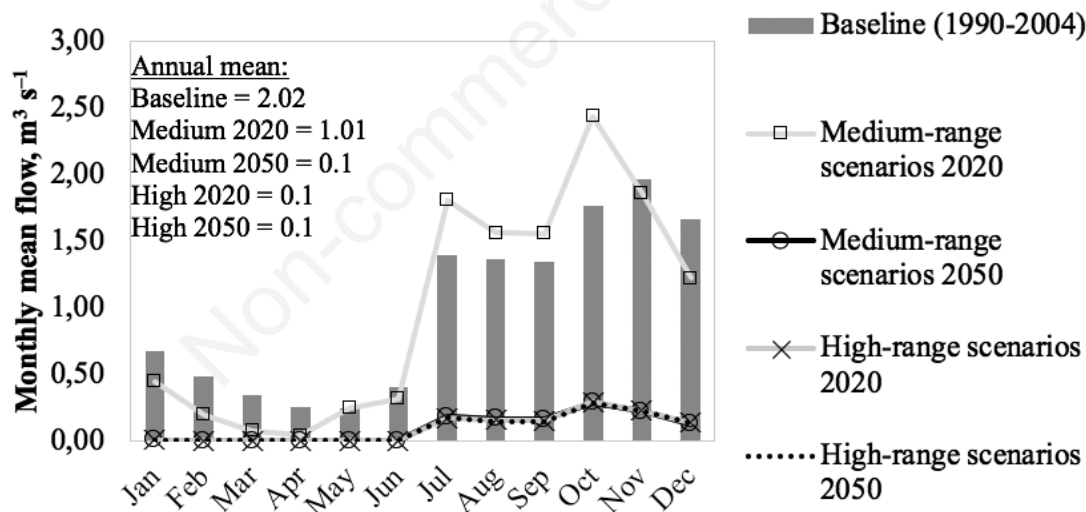 Monthly mean flow, m³ s⁻¹
3,00
2,50
2,00
1,50
1,00
0,50
0,00
Annual mean:
Baseline = 2.02
Medium 2020 = 1.01
Medium 2050 = 0.1
High 2020 = 0.1
High 2050 = 0.1
Jan
Feb
Mar
Apr
May
Jun
Jul
Aug
Sep
Oct
Nov
Dec
Baseline (1990-2004)
Medium-range
scenarios 2020
Medium-range
scenarios 2050
High-range scenarios
2020
High-range scenarios
2050